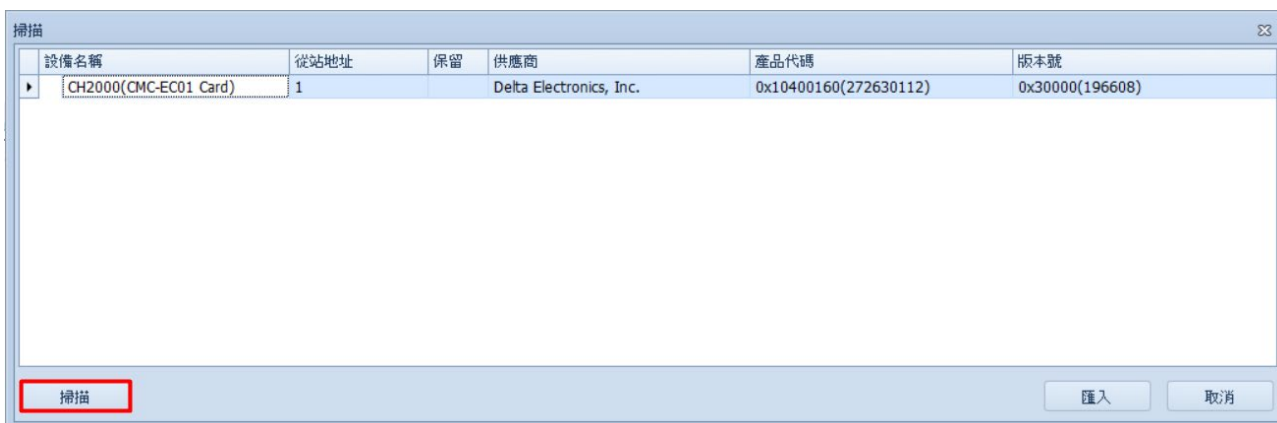 掃描
設備名稱 從站地址 保留 供應商 產品代碼 版本號
CH2000(CMC-EC01 Card) 1 Delta Electronics, Inc. 0x10400160(272630112) 0x30000(196608)
掃描 匯入 取消